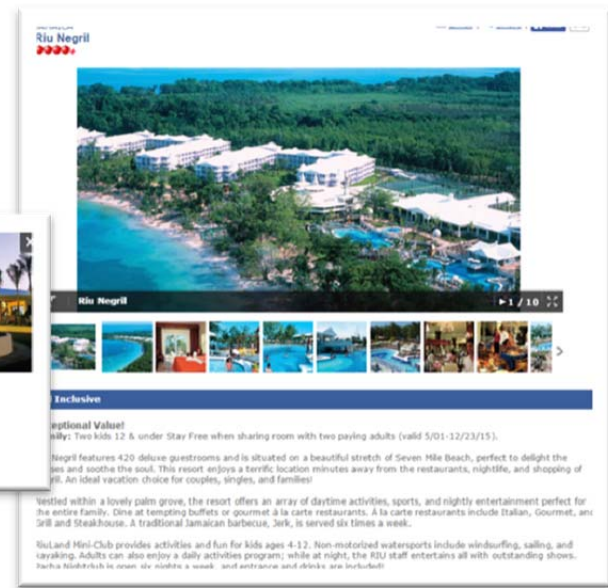 Riu Negril
Riu Negril
1 / 10
Inclusive
eptional Value!
mily: Two kids 12 & under Stay Free when sharing room with two paying adults (valid 5/01-12/23/15).
Negril features 420 deluxe guestrooms and is situated on a beautiful stretch of Seven Mile Beach, perfect to delight the
ses and soothe the soul. This resort enjoys a terrific location minutes away from the restaurants, nightlife, and shopping of
ril. An ideal vacation choice for couples, singles, and families!
Nestled within a lovely palm grove, the resort offers an array of daytime activities, sports, and nightly entertainment perfect for
the entire family. Dine at tempting buffets or gourmet à la carte restaurants. À la carte restaurants include Italian, Gourmet, and
Grill and Steakhouse. A traditional Jamaican barbecue, Jerk, is served six times a week.
RiuLand Mini-Club provides activities and fun for kids ages 4-12. Non-motorized watersports include windsurfing, sailing, and
kayaking. Adults can also enjoy a daily activities program; while at night, the RIU staff entertains all with outstanding shows.
Pacha Nightclub is open six nights a week, and entrance and drinks are included!